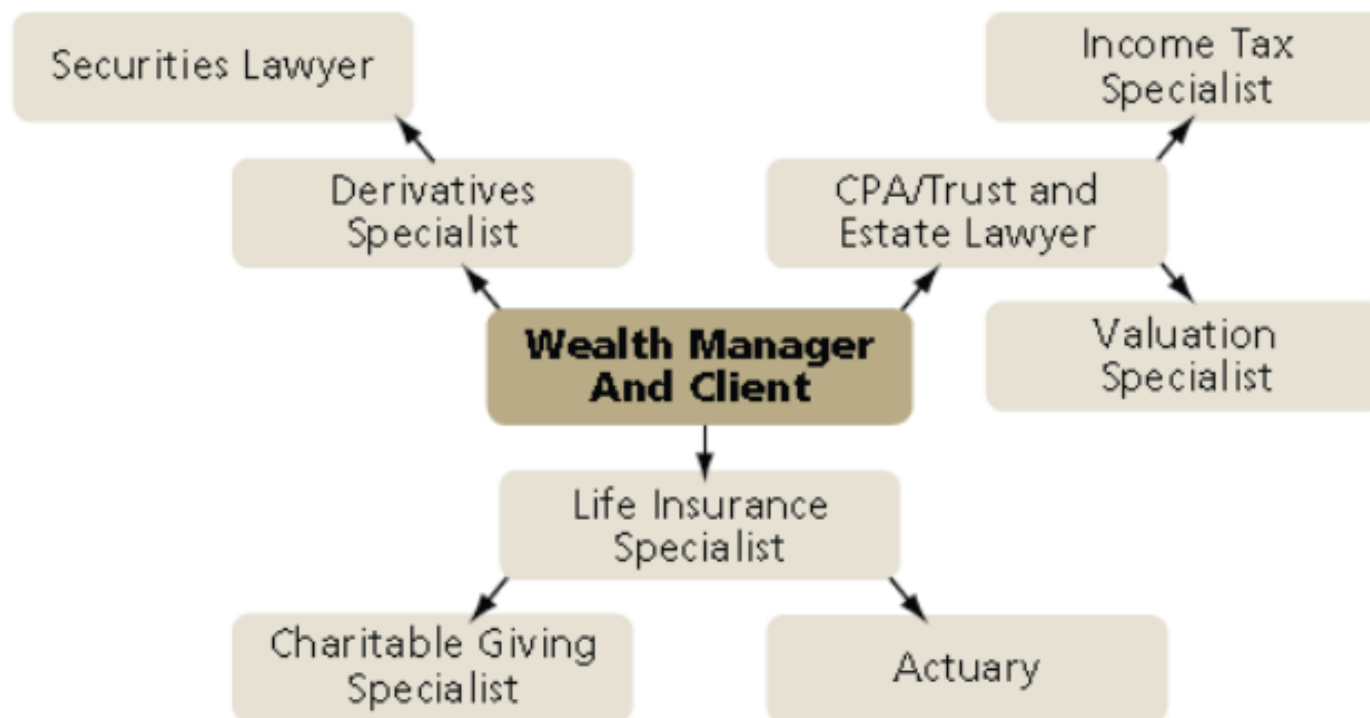 Securities Lawyer
Income Tax
Specialist
Derivatives
Specialist
CPA/Trust and
Estate Lawyer
Wealth Manager
And Client
Valuation
Specialist
Life Insurance
Specialist
Charitable Giving
Specialist
Actuary